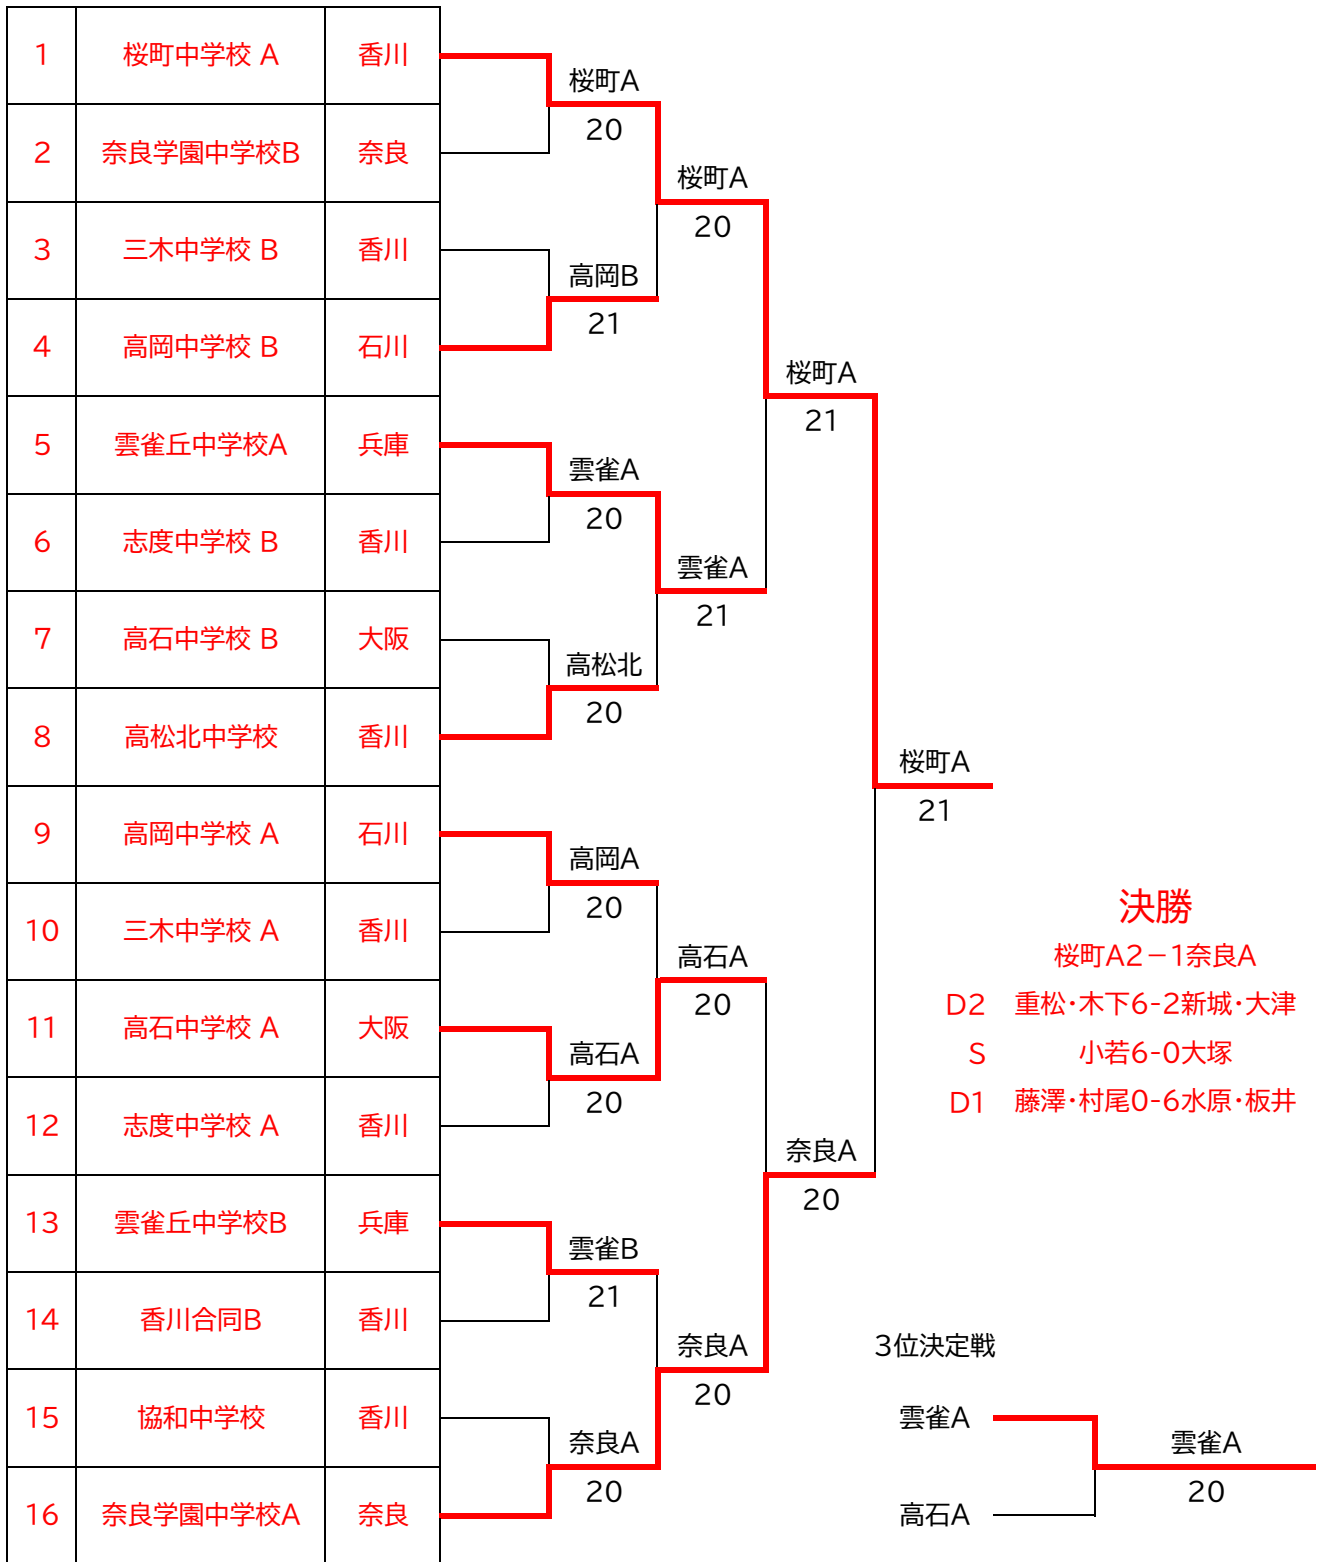 1 桜町中学校 A 香川
2 奈良学園中学校B 奈良
3 三木中学校 B 香川
4 高岡中学校 B 石川
5 雲雀丘中学校A 兵庫
6 志度中学校 B 香川
7 高石中学校 B 大阪
8 高松北中学校 香川
9 高岡中学校 A 石川
10 三木中学校 A 香川
11 高石中学校 A 大阪
12 志度中学校 A 香川
13 雲雀丘中学校B 兵庫
14 香川合同B 香川
15 協和中学校 香川
16 奈良学園中学校A 奈良
桜町A
20
高岡B
21
雲雀A
20
高松北
20
高岡A
20
高石A
20
雲雀B
21
奈良A
20
桜町A
20
雲雀A
21
高石A
20
奈良A
20
桜町A
21
奈良A
20
桜町A
21
決勝
桜町A2－1奈良A
D2 重松・木下6-2新城・大津
S 小若6-0大塚
D1 藤澤・村尾0-6水原・板井
3位決定戦
雲雀A
高石A
雲雀A
20